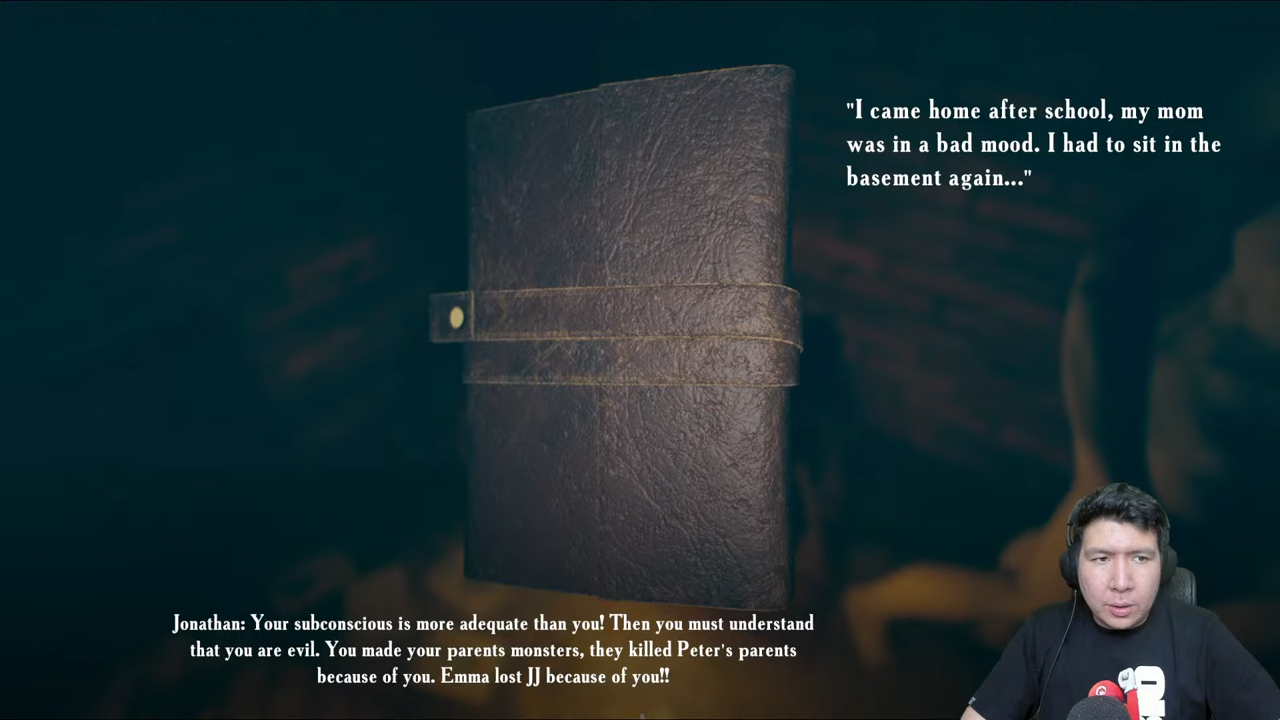 "I came home after school, my mom
was in a bad mood. I had to sit in the
basement again..."
Jonathan: Your subconscious is more adequate than you! Then you must understand
that you are evil. You made your parents monsters, they killed Peter's parents
because of you. Emma lost JJ because of you!!